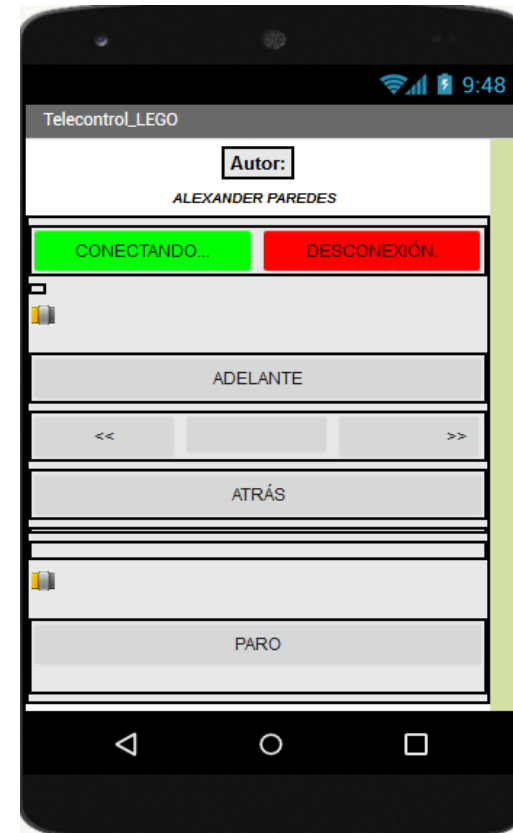 9:48
Telecontrol_LEGO
Autor:
ALEXANDER PAREDES
CONECTANDO... DESCONEXIÓN.
ADELANTE
<< >>
ATRÁS
PARO